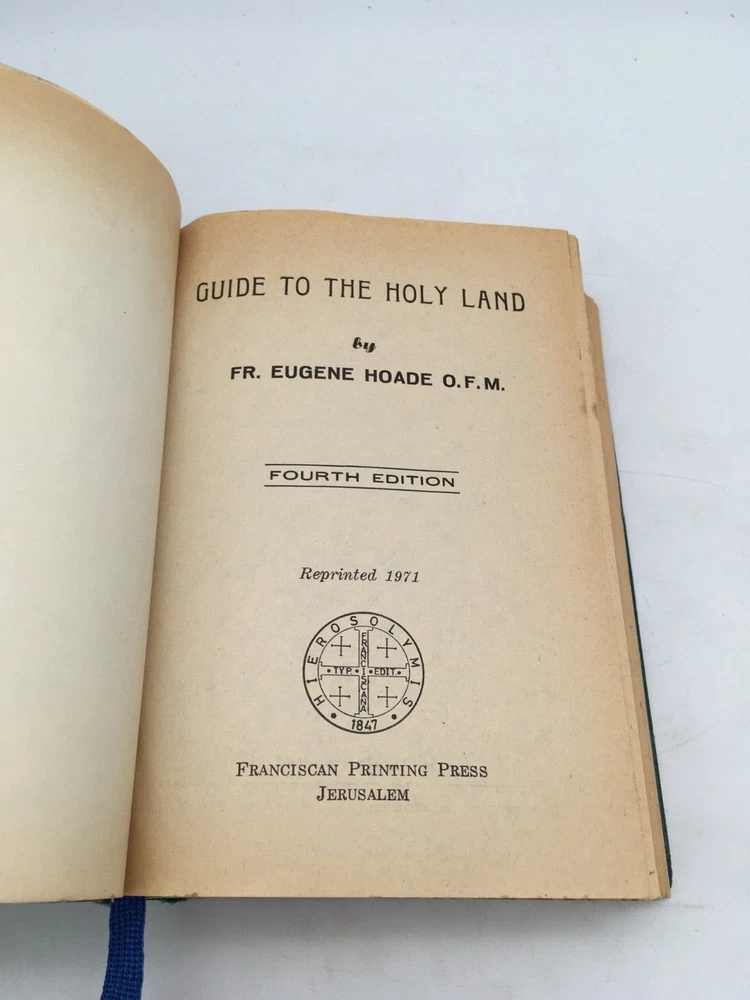 GUIDE TO THE HOLY LAND
by
FR. EUGENE HOADE O.F.M.
FOURTH EDITION
Reprinted 1971
HIEROSOLYMIS
FRANCISCANA
TYP. EDIT.
1847
FRANCISCAN PRINTING PRESS
JERUSALEM